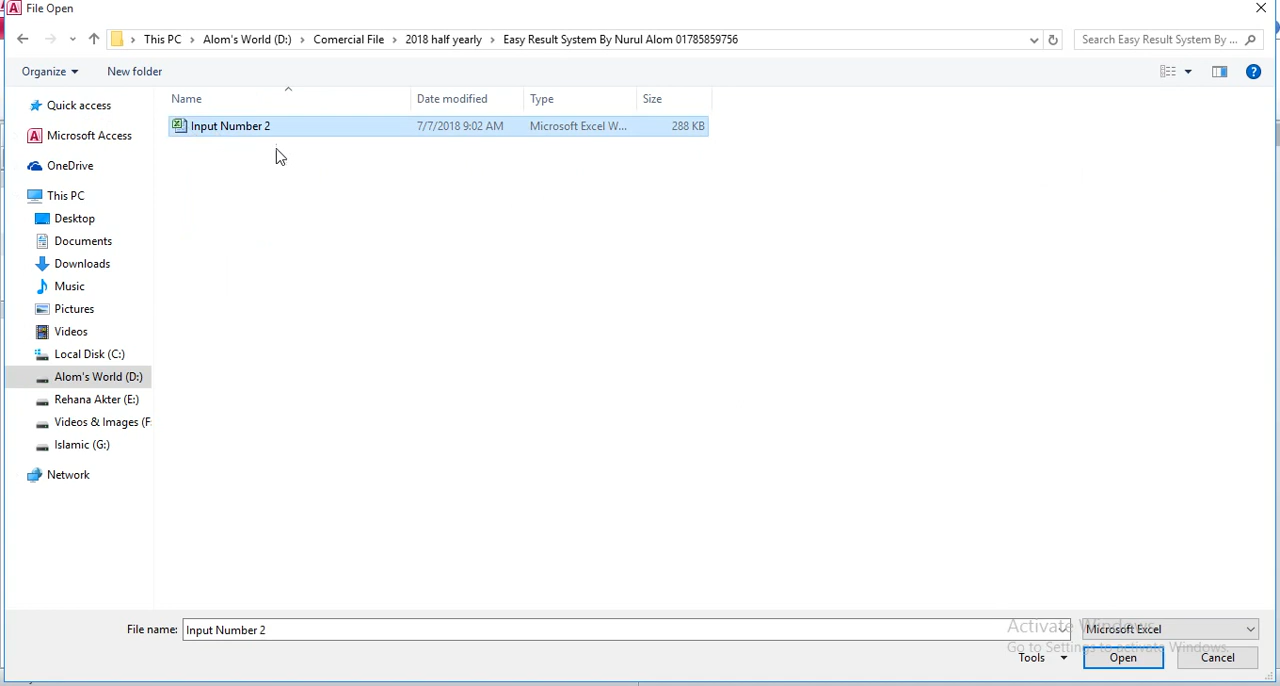 File Open
This PC > Alom's World (D:) > Comercial File > 2018 half yearly > Easy Result System By Nurul Alom 01785859756
Search Easy Result System By ...
Organize
New folder
Name
Date modified
Type
Size
Input Number 2
7/7/2018 9:02 AM
Microsoft Excel W...
288 KB
Quick access
Microsoft Access
OneDrive
This PC
Desktop
Documents
Downloads
Music
Pictures
Videos
Local Disk (C:)
Alom's World (D:)
Rehana Akter (E:)
Videos & Images (F
Islamic (G:)
Network
File name: Input Number 2
Microsoft Excel
Activate Windows
Go to Settings to activate Windows.
Tools
Open
Cancel